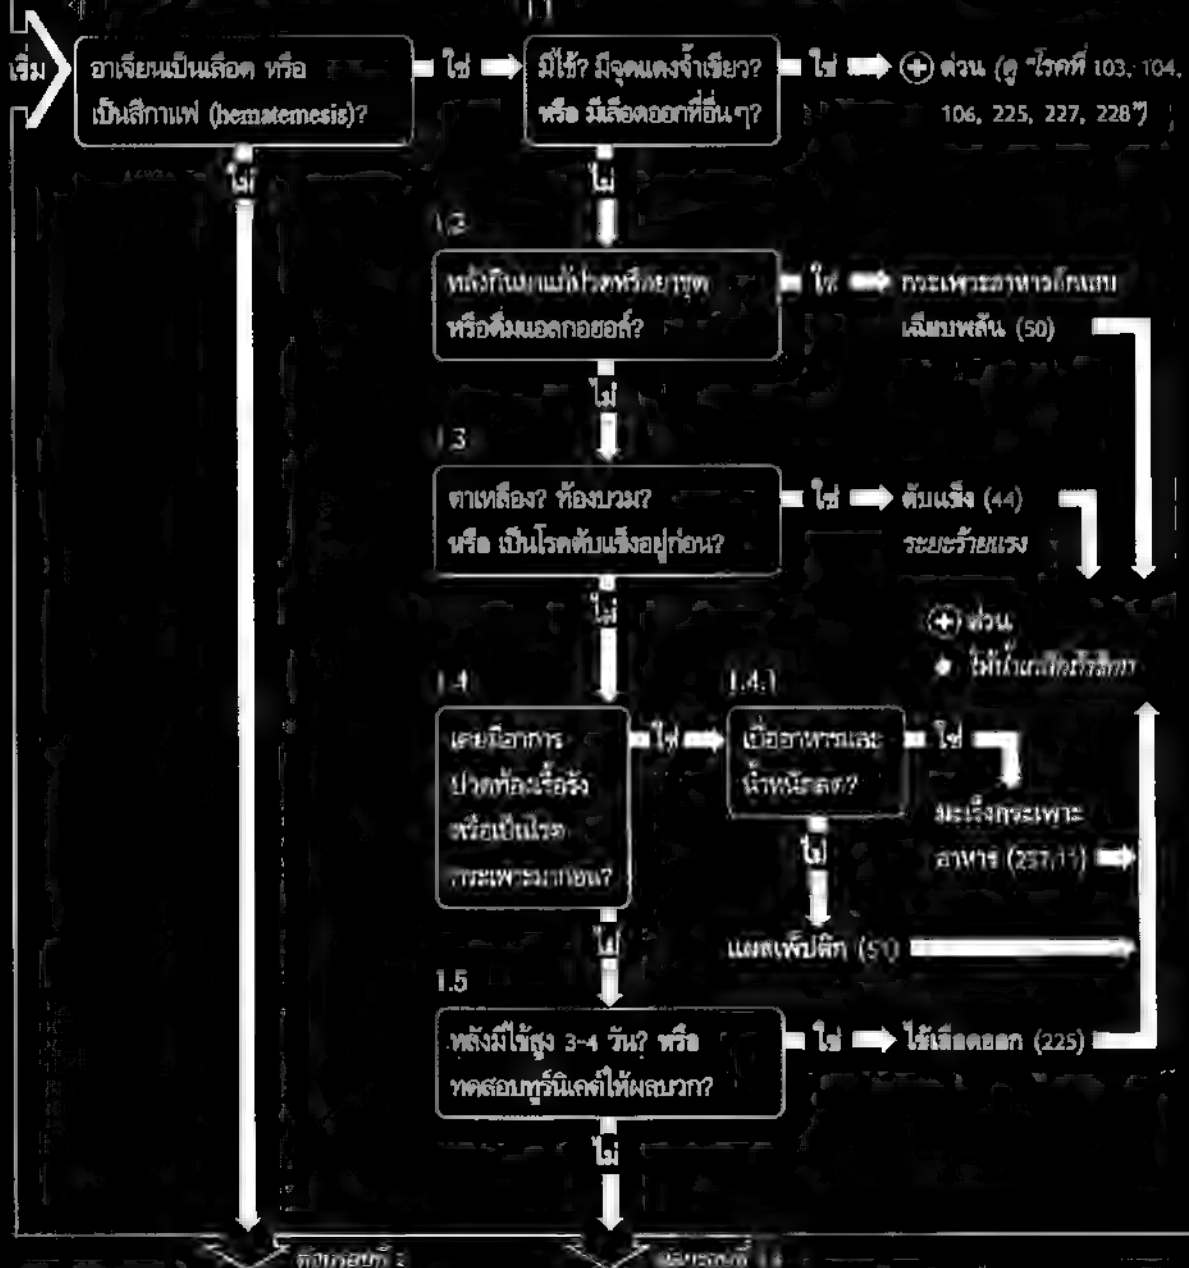 1.1
เริ่ม
อาเจียนเป็นเลือด หรือ
เป็นสีกาแฟ (hematemesis)?
ใช่
มีไข้? มีจุดแดงจ้ำเขียว?
หรือ มีเลือดออกที่อื่นๆ?
ใช่
ด่วน (ดู "โรคที่ 103, 104,
106, 225, 227, 228")
ไม่
ไม่
1.2
หลังกินยาแก้ปวดหรือยาชุด
หรือดื่มแอลกอฮอล์?
ใช่
กระเพาะอาหารอักเสบ
เฉียบพลัน (50)
ไม่
1.3
ตาเหลือง? ท้องบวม?
หรือ เป็นโรคตับแข็งอยู่ก่อน?
ใช่
ตับแข็ง (44)
ระยะร้ายแรง
ไม่
ด่วน
ให้น้ำเกลือถ้าช็อก
1.4
เคยมีอาการ
ปวดท้องเรื้อรัง
หรือเป็นโรค
กระเพาะมาก่อน?
ใช่
1.4.1
เบื่ออาหารและ
น้ำหนักลด?
ใช่
มะเร็งกระเพาะ
อาหาร (257.11)
ไม่
แผลเพ็ปติก (51)
ไม่
1.5
หลังมีไข้สูง 3-4 วัน? หรือ
ทดสอบทูร์นิเคต์ให้ผลบวก?
ใช่
ไข้เลือดออก (225)
ไม่